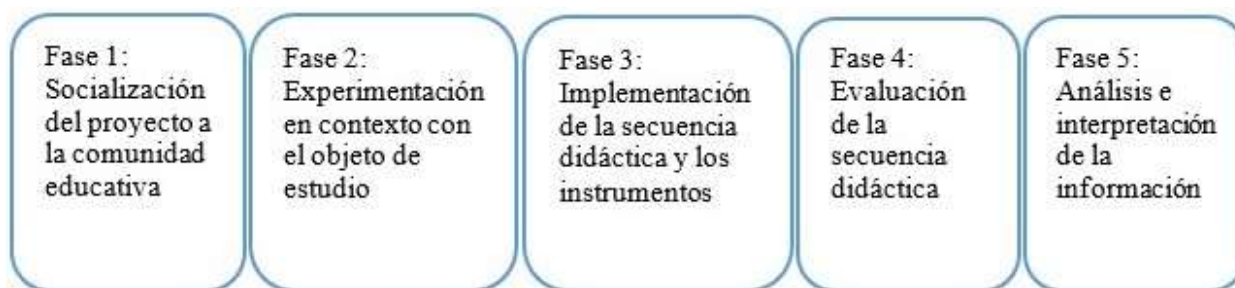 Fase 1:
Socialización
del proyecto a
la comunidad
educativa
Fase 2:
Experimentación
en contexto con
el objeto de
estudio
Fase 3:
Implementación
de la secuencia
didáctica y los
instrumentos
Fase 4:
Evaluación
de la
secuencia
didáctica
Fase 5:
Análisis e
interpretación
de la
información